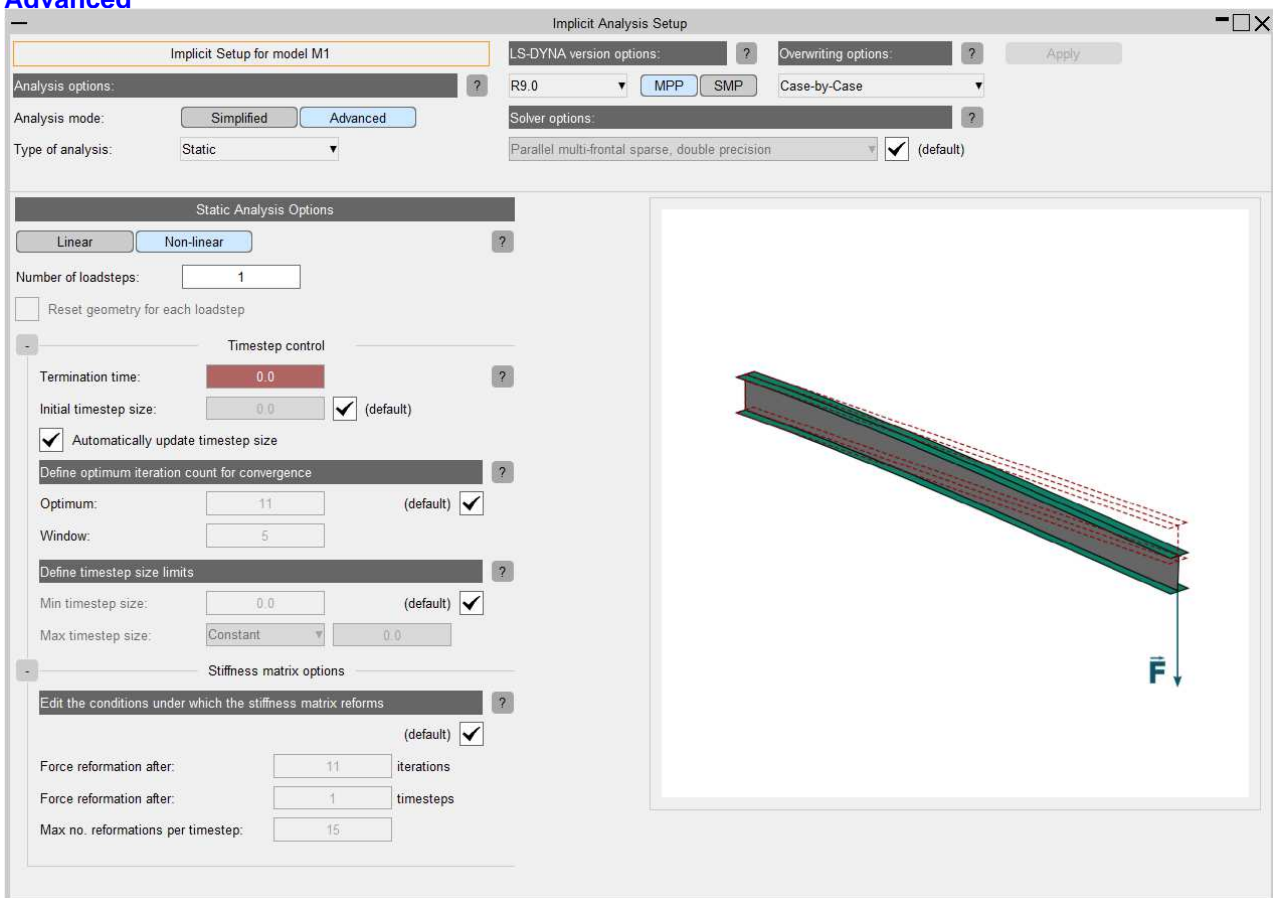 Advanced
Implicit Analysis Setup
Implicit Setup for model M1
LS-DYNA version options: ?
Overwriting options: ?
Apply
Analysis options: ?
R9.0 MPP SMP
Case-by-Case
Analysis mode: Simplified Advanced
Solver options: ?
Type of analysis: Static
Parallel multi-frontal sparse, double precision (default)
Static Analysis Options
Linear Non-linear ?
Number of loadsteps: 1
Reset geometry for each loadstep
- Timestep control
Termination time: 0.0 ?
Initial timestep size: 0.0 (default)
Automatically update timestep size
Define optimum iteration count for convergence ?
Optimum: 11 (default)
Window: 5
Define timestep size limits ?
Min timestep size: 0.0 (default)
Max timestep size: Constant 0.0
- Stiffness matrix options
Edit the conditions under which the stiffness matrix reforms ?
(default)
Force reformation after: 11 iterations
Force reformation after: 1 timesteps
Max no. reformations per timestep: 15
F⃗